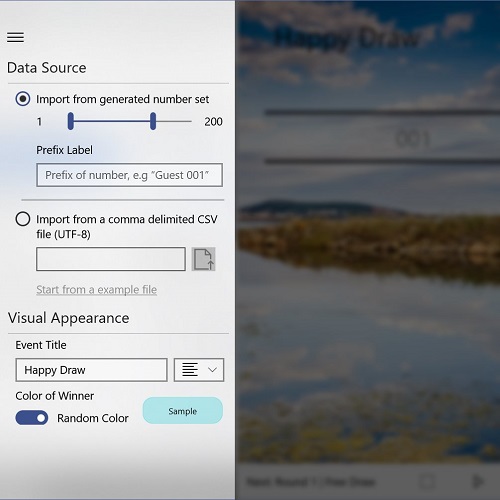 Data Source
Import from generated number set
1 200
Prefix Label
Prefix of number, e.g "Guest 001"
Import from a comma delimited CSV
file (UTF-8)
Start from a example file
Visual Appearance
Event Title
Happy Draw
Color of Winner
Random Color
Sample
Happy Draw
001
Next: Round 1 | Free Draw